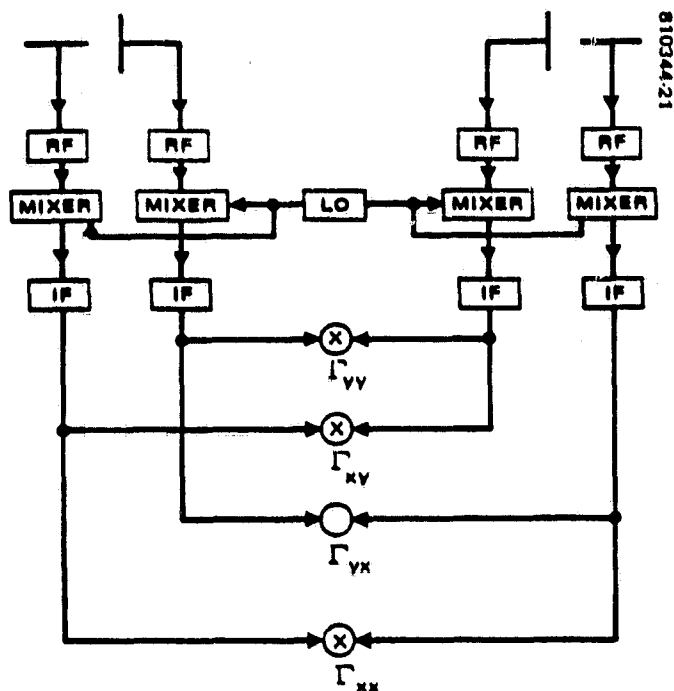 810344-21
RF RF RF RF
MIXER MIXER LO MIXER MIXER
IF IF IF IF
X
Γyy
X
Γxy
Γyx
X
Γxx